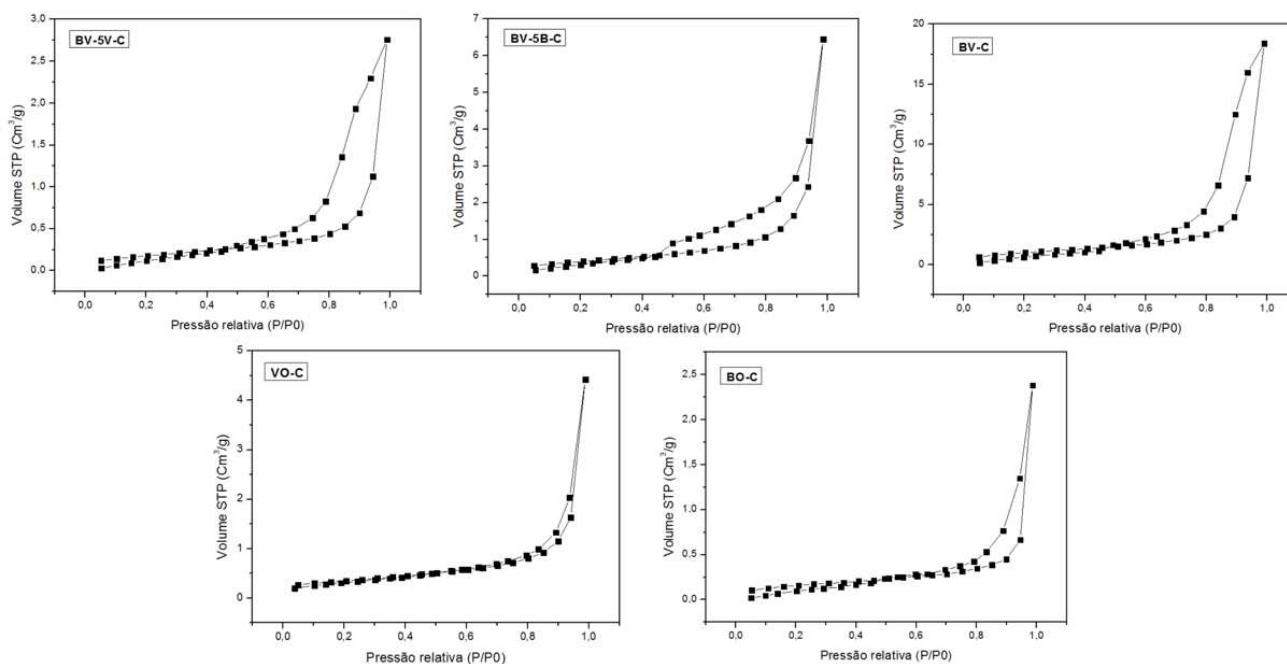 BV-5V-C
3,0
2,5
2,0
1,5
1,0
0,5
0,0
Volume STP (Cm³/g)
0,0 0,2 0,4 0,6 0,8 1,0
Pressão relativa (P/P0)
BV-5B-C
7
6
5
4
3
2
1
0
Volume STP (Cm³/g)
0,0 0,2 0,4 0,6 0,8 1,0
Pressão relativa (P/P0)
BV-C
20
15
10
5
0
Volume STP (Cm³/g)
0,0 0,2 0,4 0,6 0,8 1,0
Pressão relativa (P/P0)
VO-C
5
4
3
2
1
0
Volume STP (Cm³/g)
0,0 0,2 0,4 0,6 0,8 1,0
Pressão relativa (P/P0)
BO-C
2,5
2,0
1,5
1,0
0,5
0,0
Volume STP (Cm³/g)
0,0 0,2 0,4 0,6 0,8 1,0
Pressão relativa (P/P0)